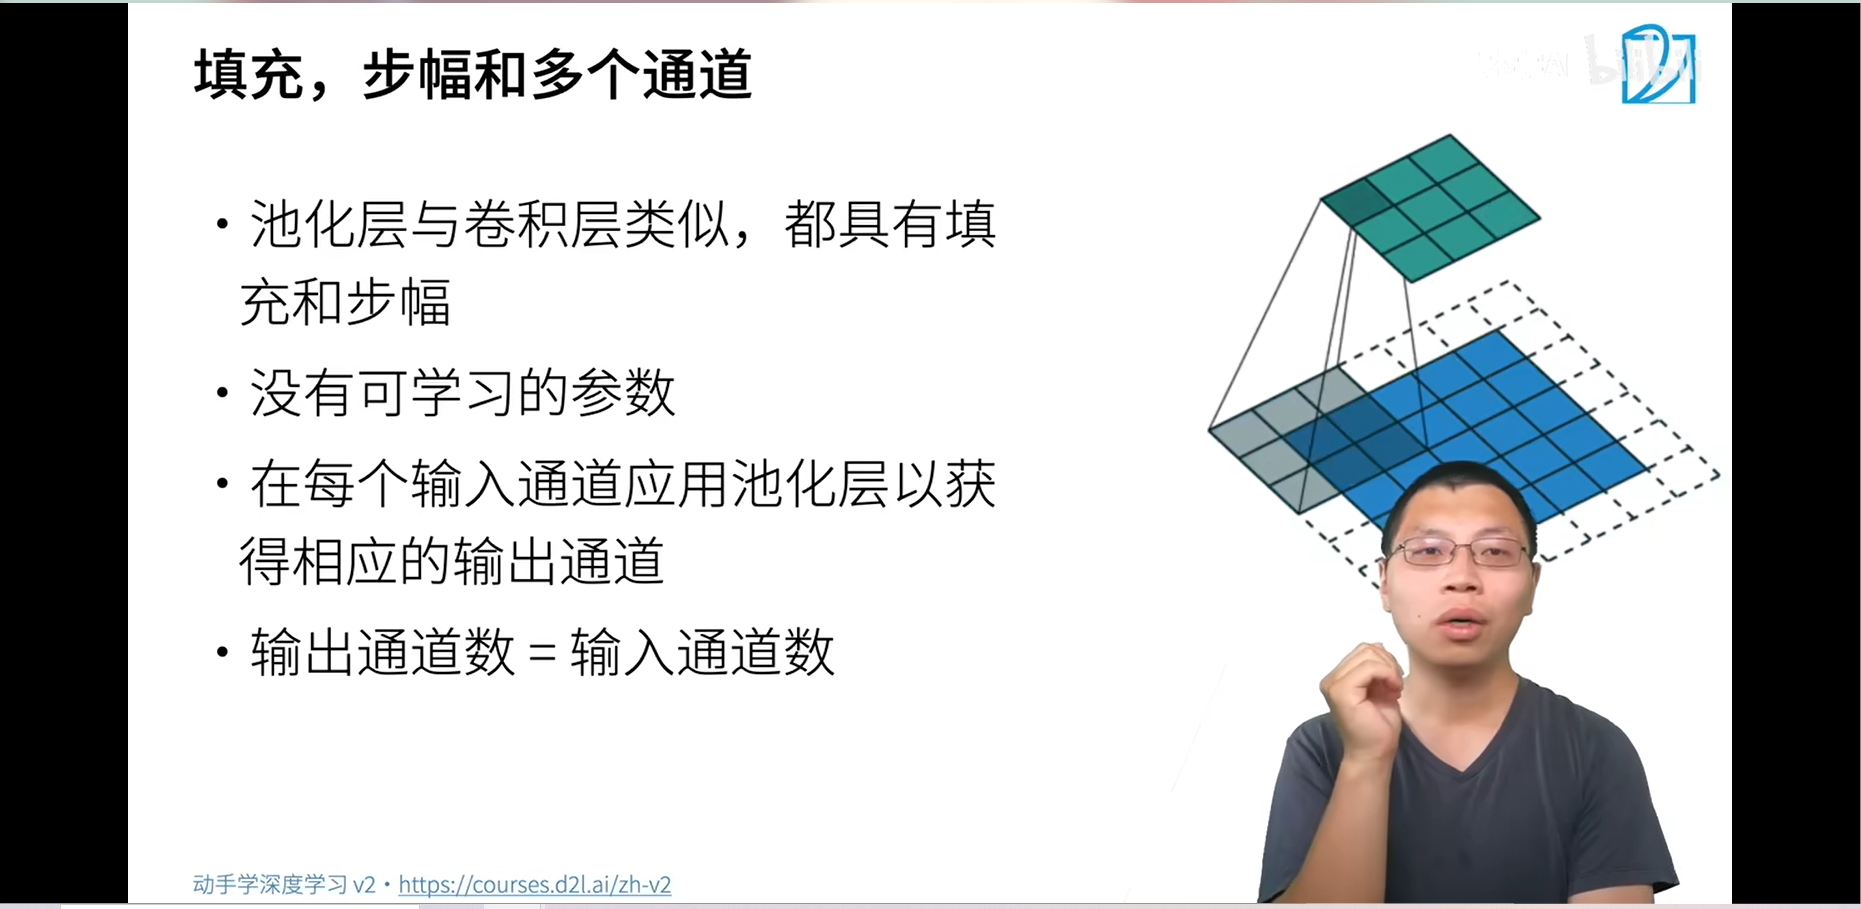 填充，步幅和多个通道
bilibili
• 池化层与卷积层类似，都具有填
充和步幅
• 没有可学习的参数
• 在每个输入通道应用池化层以获
得相应的输出通道
• 输出通道数 = 输入通道数
动手学深度学习 v2 • https://courses.d2l.ai/zh-v2